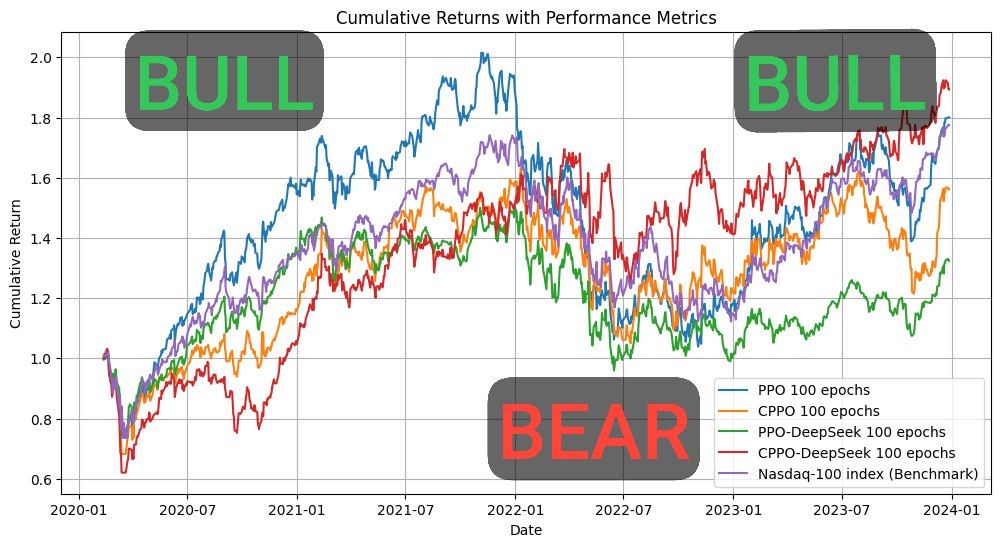 Cumulative Returns with Performance Metrics
BULL
BULL
2.0
1.8
1.6
1.4
1.2
1.0
0.8
0.6
Cumulative Return
BEAR
PPO 100 epochs
CPPO 100 epochs
PPO-DeepSeek 100 epochs
CPPO-DeepSeek 100 epochs
Nasdaq-100 index (Benchmark)
2020-01
2020-07
2021-01
2021-07
2022-01
2022-07
2023-01
2023-07
2024-01
Date